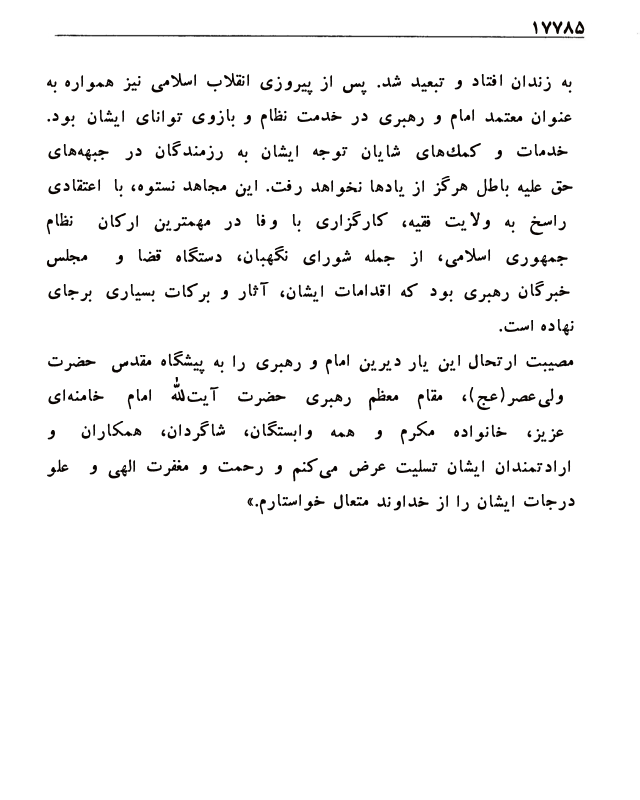 ۱۷۷۸۵
به زندان افتاد و تبعید شد. پس از پیروزی انقلاب اسلامی نیز همواره به
عنوان معتمد امام و رهبری در خدمت نظام و بازوی توانای ایشان بود.
خدمات و کمك‌های شایان توجه ایشان به رزمندگان در جبهه‌های
حق علیه باطل هرگز از یادها نخواهد رفت. این مجاهد نستوه، با اعتقادی
راسخ به ولایت فقیه، کارگزاری با وفا در مهمترین ارکان نظام
جمهوری اسلامی، از جمله شورای نگهبان، دستگاه قضا و مجلس
خبرگان رهبری بود که اقدامات ایشان، آثار و برکات بسیاری برجای
نهاده است.
مصیبت ارتحال این یار دیرین امام و رهبری را به پیشگاه مقدس حضرت
ولی‌عصر(عج)، مقام معظم رهبری حضرت آیت‌الله امام خامنه‌ای
عزیز، خانواده مکرم و همه وابستگان، شاگردان، همکاران و
ارادتمندان ایشان تسلیت عرض می‌کنم و رحمت و مغفرت الهی و علو
درجات ایشان را از خداوند متعال خواستارم.»